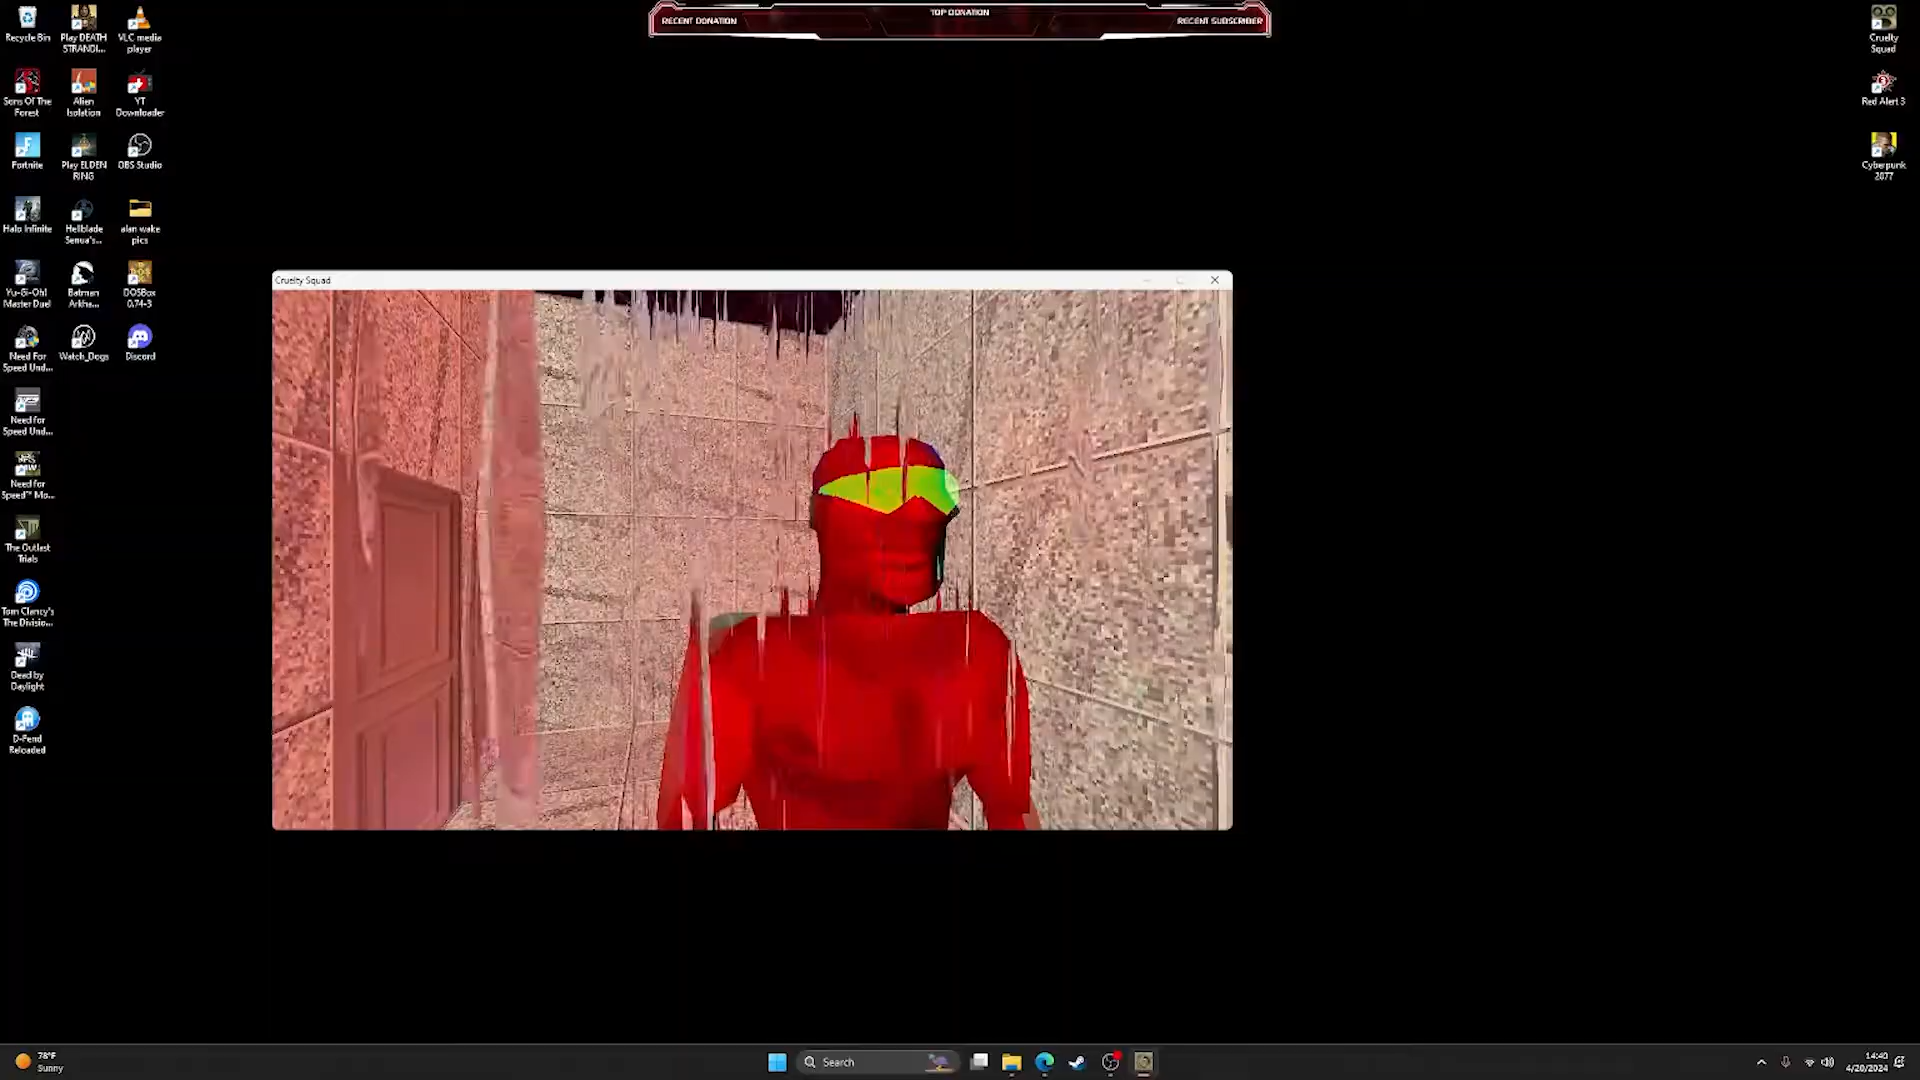 RECENT DONATION
TOP DONATION
RECENT SUBSCRIBER
Recycle Bin
Play DEATH
STRANDI...
VLC media
player
Sons Of The
Forest
Alien
Isolation
YT
Downloader
Fortnite
Play ELDEN
RING
OBS Studio
Halo Infinite
Hellblade
Senua's...
alan wake
pics
Yu-Gi-Oh!
Master Duel
Batman
Arkha...
DOSBox
0.74-3
Need For
Speed Und...
Watch_Dogs
Discord
Need for
Speed Und...
Need for
Speed™ Mo...
The Outlast
Trials
Tom Clancy's
The Divisio...
Dead by
Daylight
D-Fend
Reloaded
Cruelty
Squad
Red Alert 3
Cyberpunk
2077
Cruelty Squad
78°F
Sunny
Search
14:40
4/20/2024